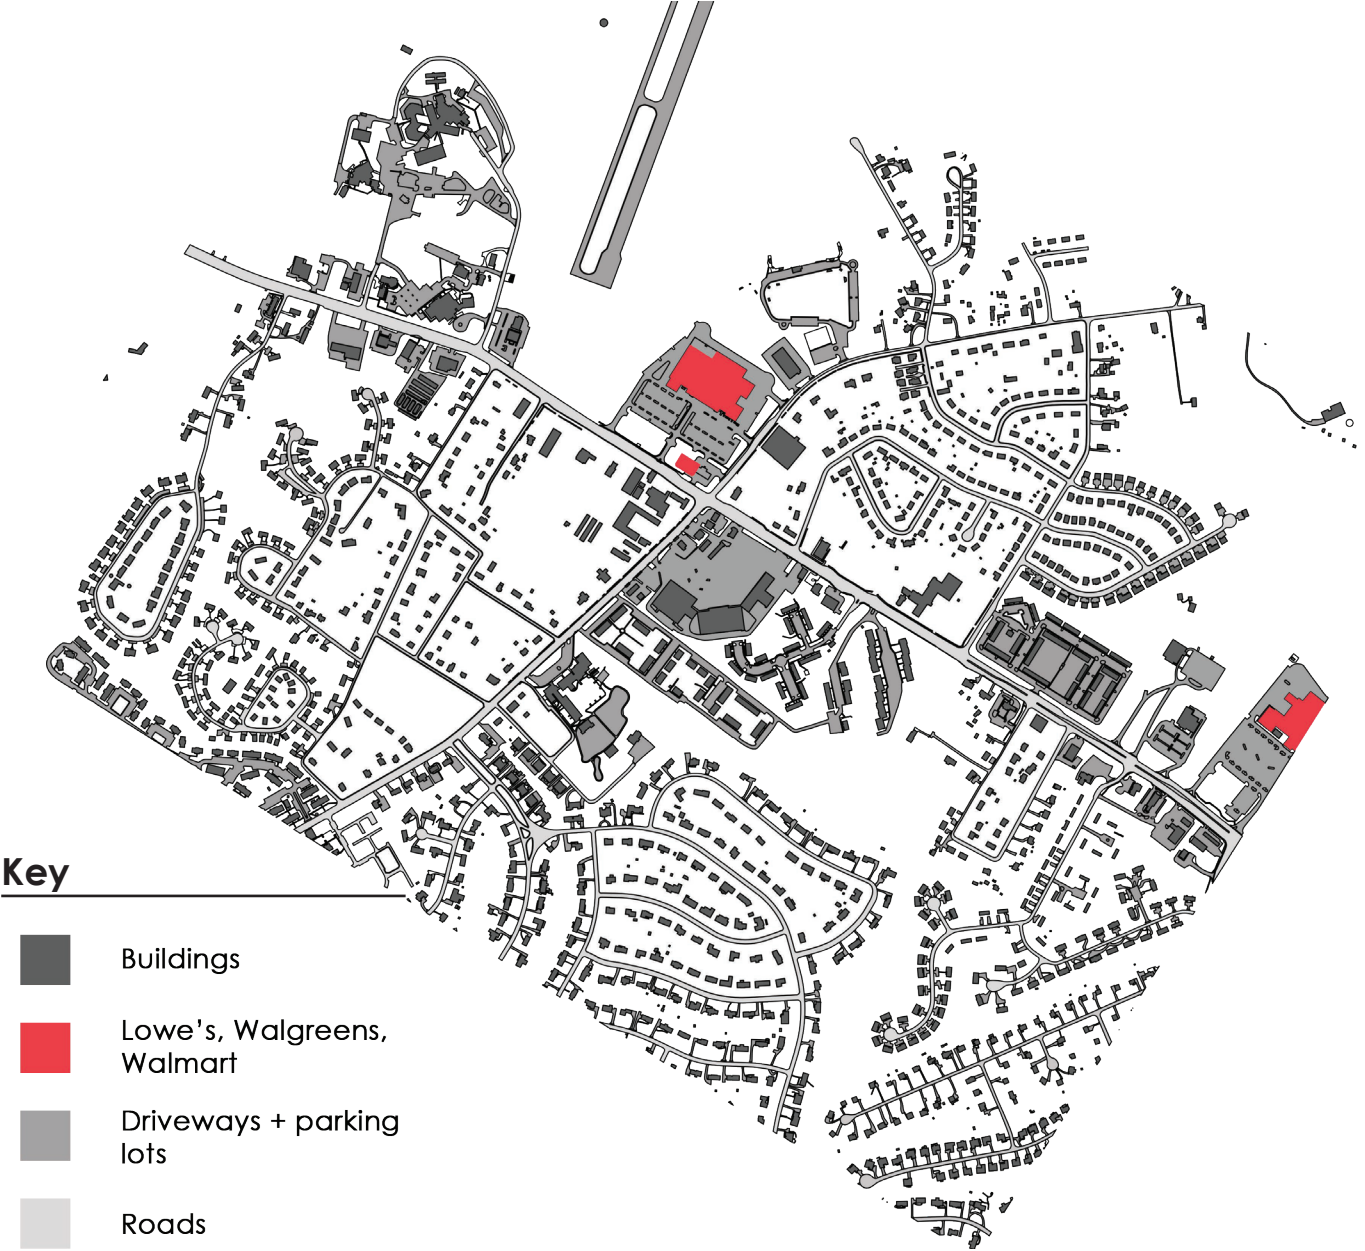 Key
Buildings
Lowe's, Walgreens,
Walmart
Driveways + parking
lots
Roads